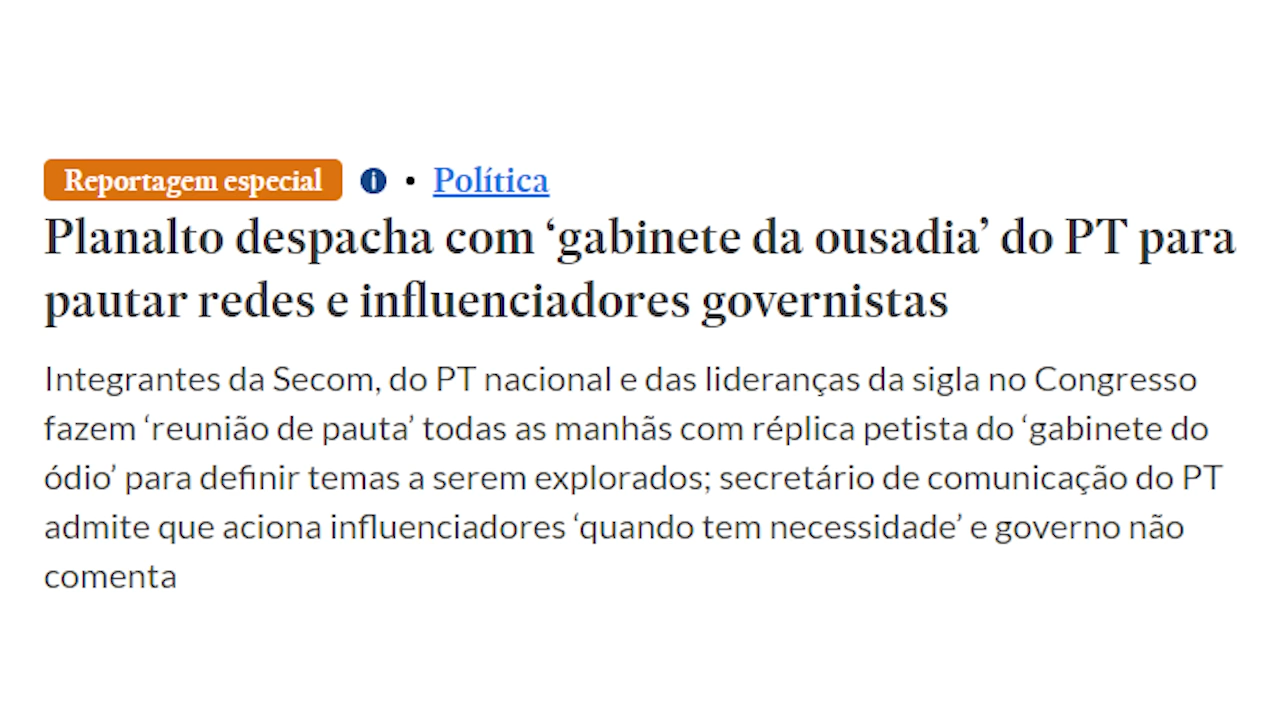 Reportagem especial i • Política
Planalto despacha com ‘gabinete da ousadia’ do PT para
pautar redes e influenciadores governistas
Integrantes da Secom, do PT nacional e das lideranças da sigla no Congresso
fazem ‘reunião de pauta’ todas as manhãs com réplica petista do ‘gabinete do
ódio’ para definir temas a serem explorados; secretário de comunicação do PT
admite que aciona influenciadores ‘quando tem necessidade’ e governo não
comenta